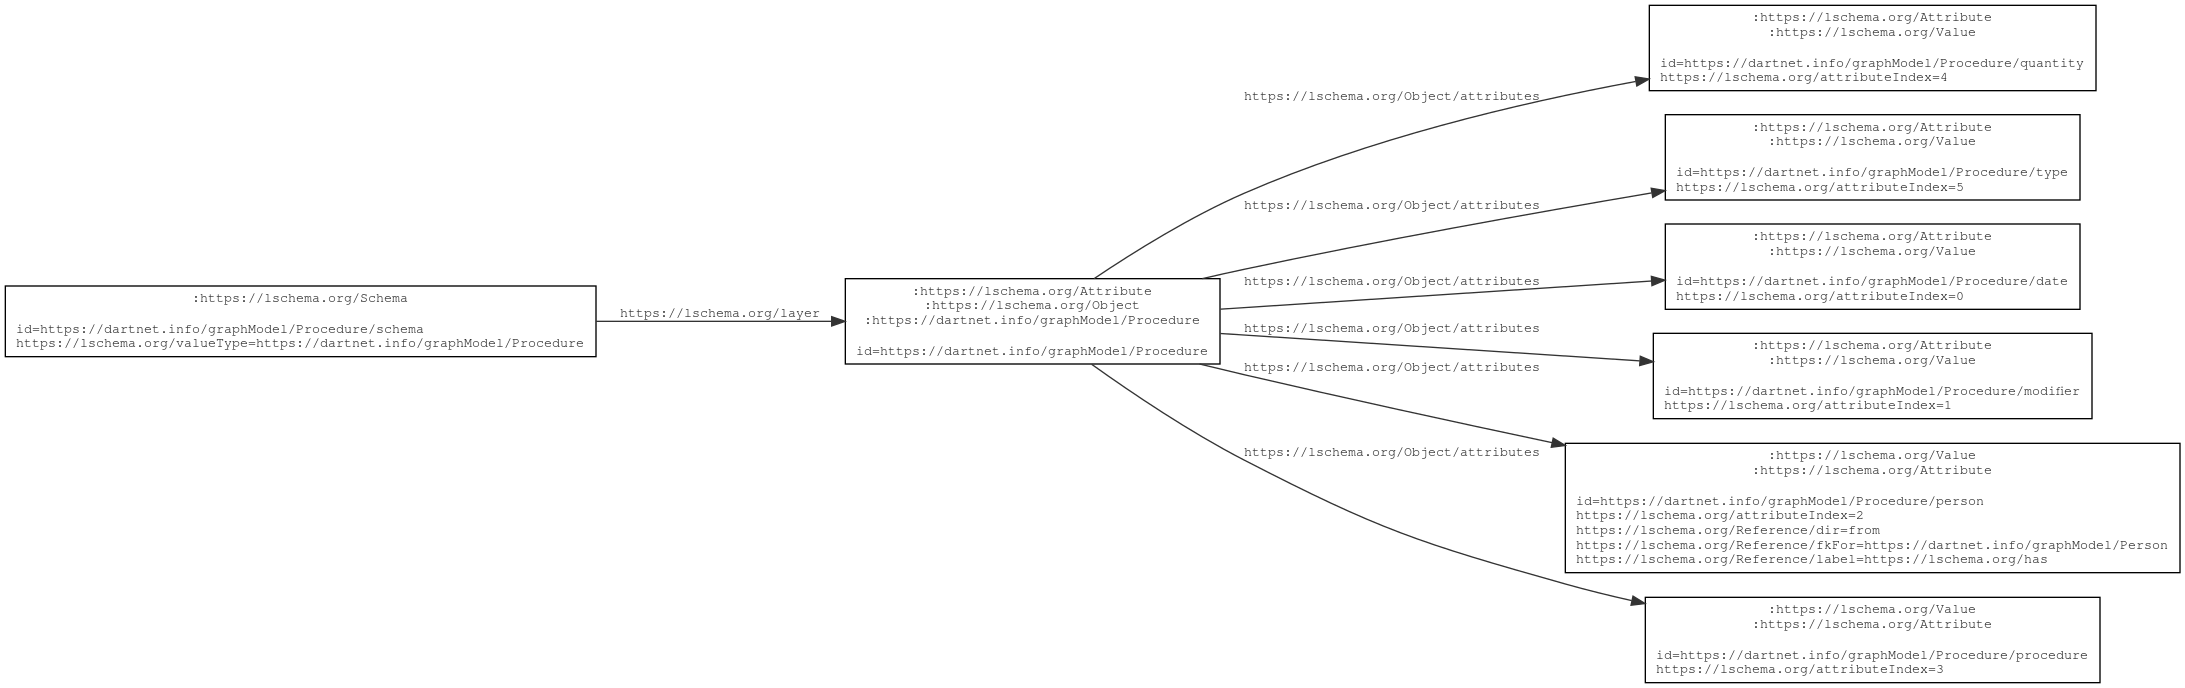 :https://lschema.org/Schema
id=https://dartnet.info/graphModel/Procedure/schema
https://lschema.org/valueType=https://dartnet.info/graphModel/Procedure
https://lschema.org/layer
:https://lschema.org/Attribute
:https://lschema.org/Object
:https://dartnet.info/graphModel/Procedure
id=https://dartnet.info/graphModel/Procedure
https://lschema.org/Object/attributes
https://lschema.org/Object/attributes
https://lschema.org/Object/attributes
https://lschema.org/Object/attributes
https://lschema.org/Object/attributes
https://lschema.org/Object/attributes
:https://lschema.org/Attribute
:https://lschema.org/Value
id=https://dartnet.info/graphModel/Procedure/quantity
https://lschema.org/attributeIndex=4
:https://lschema.org/Attribute
:https://lschema.org/Value
id=https://dartnet.info/graphModel/Procedure/type
https://lschema.org/attributeIndex=5
:https://lschema.org/Attribute
:https://lschema.org/Value
id=https://dartnet.info/graphModel/Procedure/date
https://lschema.org/attributeIndex=0
:https://lschema.org/Attribute
:https://lschema.org/Value
id=https://dartnet.info/graphModel/Procedure/modifier
https://lschema.org/attributeIndex=1
:https://lschema.org/Value
:https://lschema.org/Attribute
id=https://dartnet.info/graphModel/Procedure/person
https://lschema.org/attributeIndex=2
https://lschema.org/Reference/dir=from
https://lschema.org/Reference/fkFor=https://dartnet.info/graphModel/Person
https://lschema.org/Reference/label=https://lschema.org/has
:https://lschema.org/Value
:https://lschema.org/Attribute
id=https://dartnet.info/graphModel/Procedure/procedure
https://lschema.org/attributeIndex=3